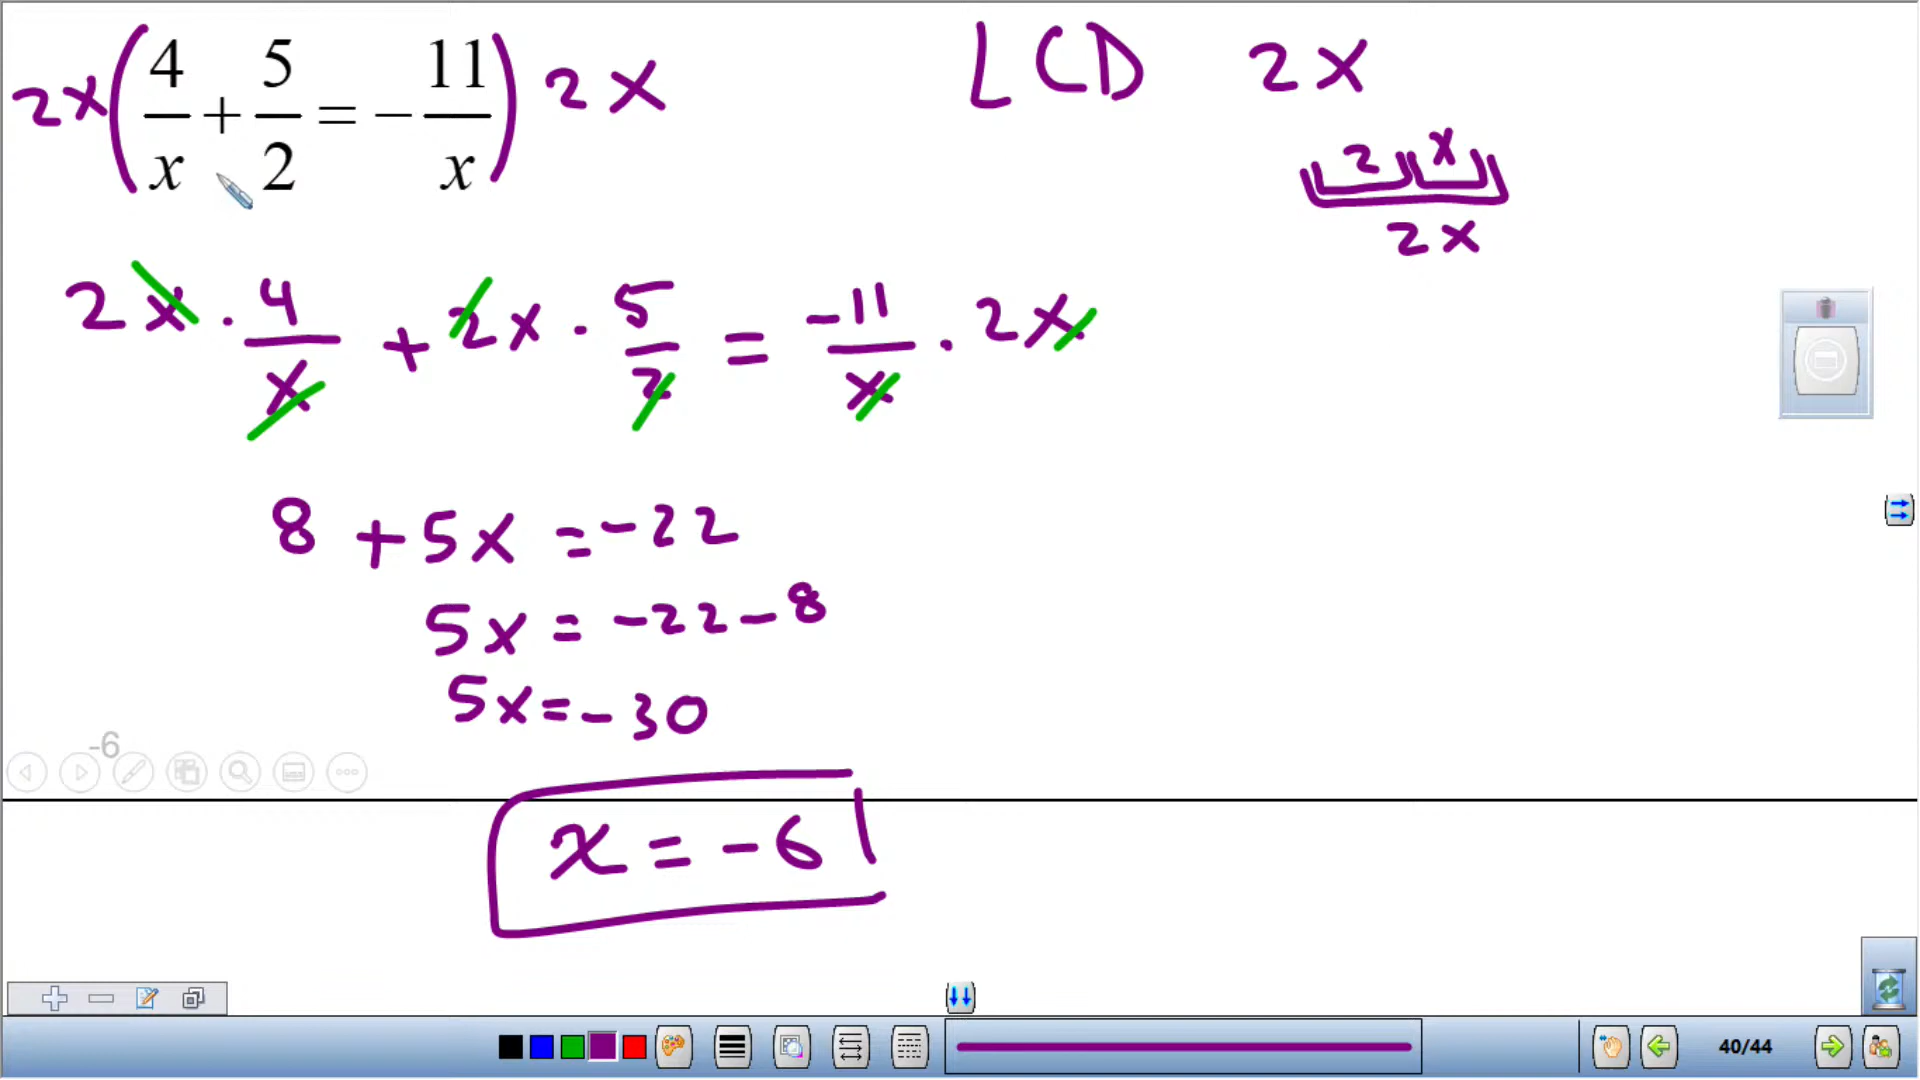 2x(4/x + 5/2 = - 11/x) 2x
LCD 2x
2 x
2x
2x · 4/x + 2x · 5/2 = -11/x · 2x
8 + 5x = -22
5x = -22 - 8
5x = -30
-6
x = -6
40/44